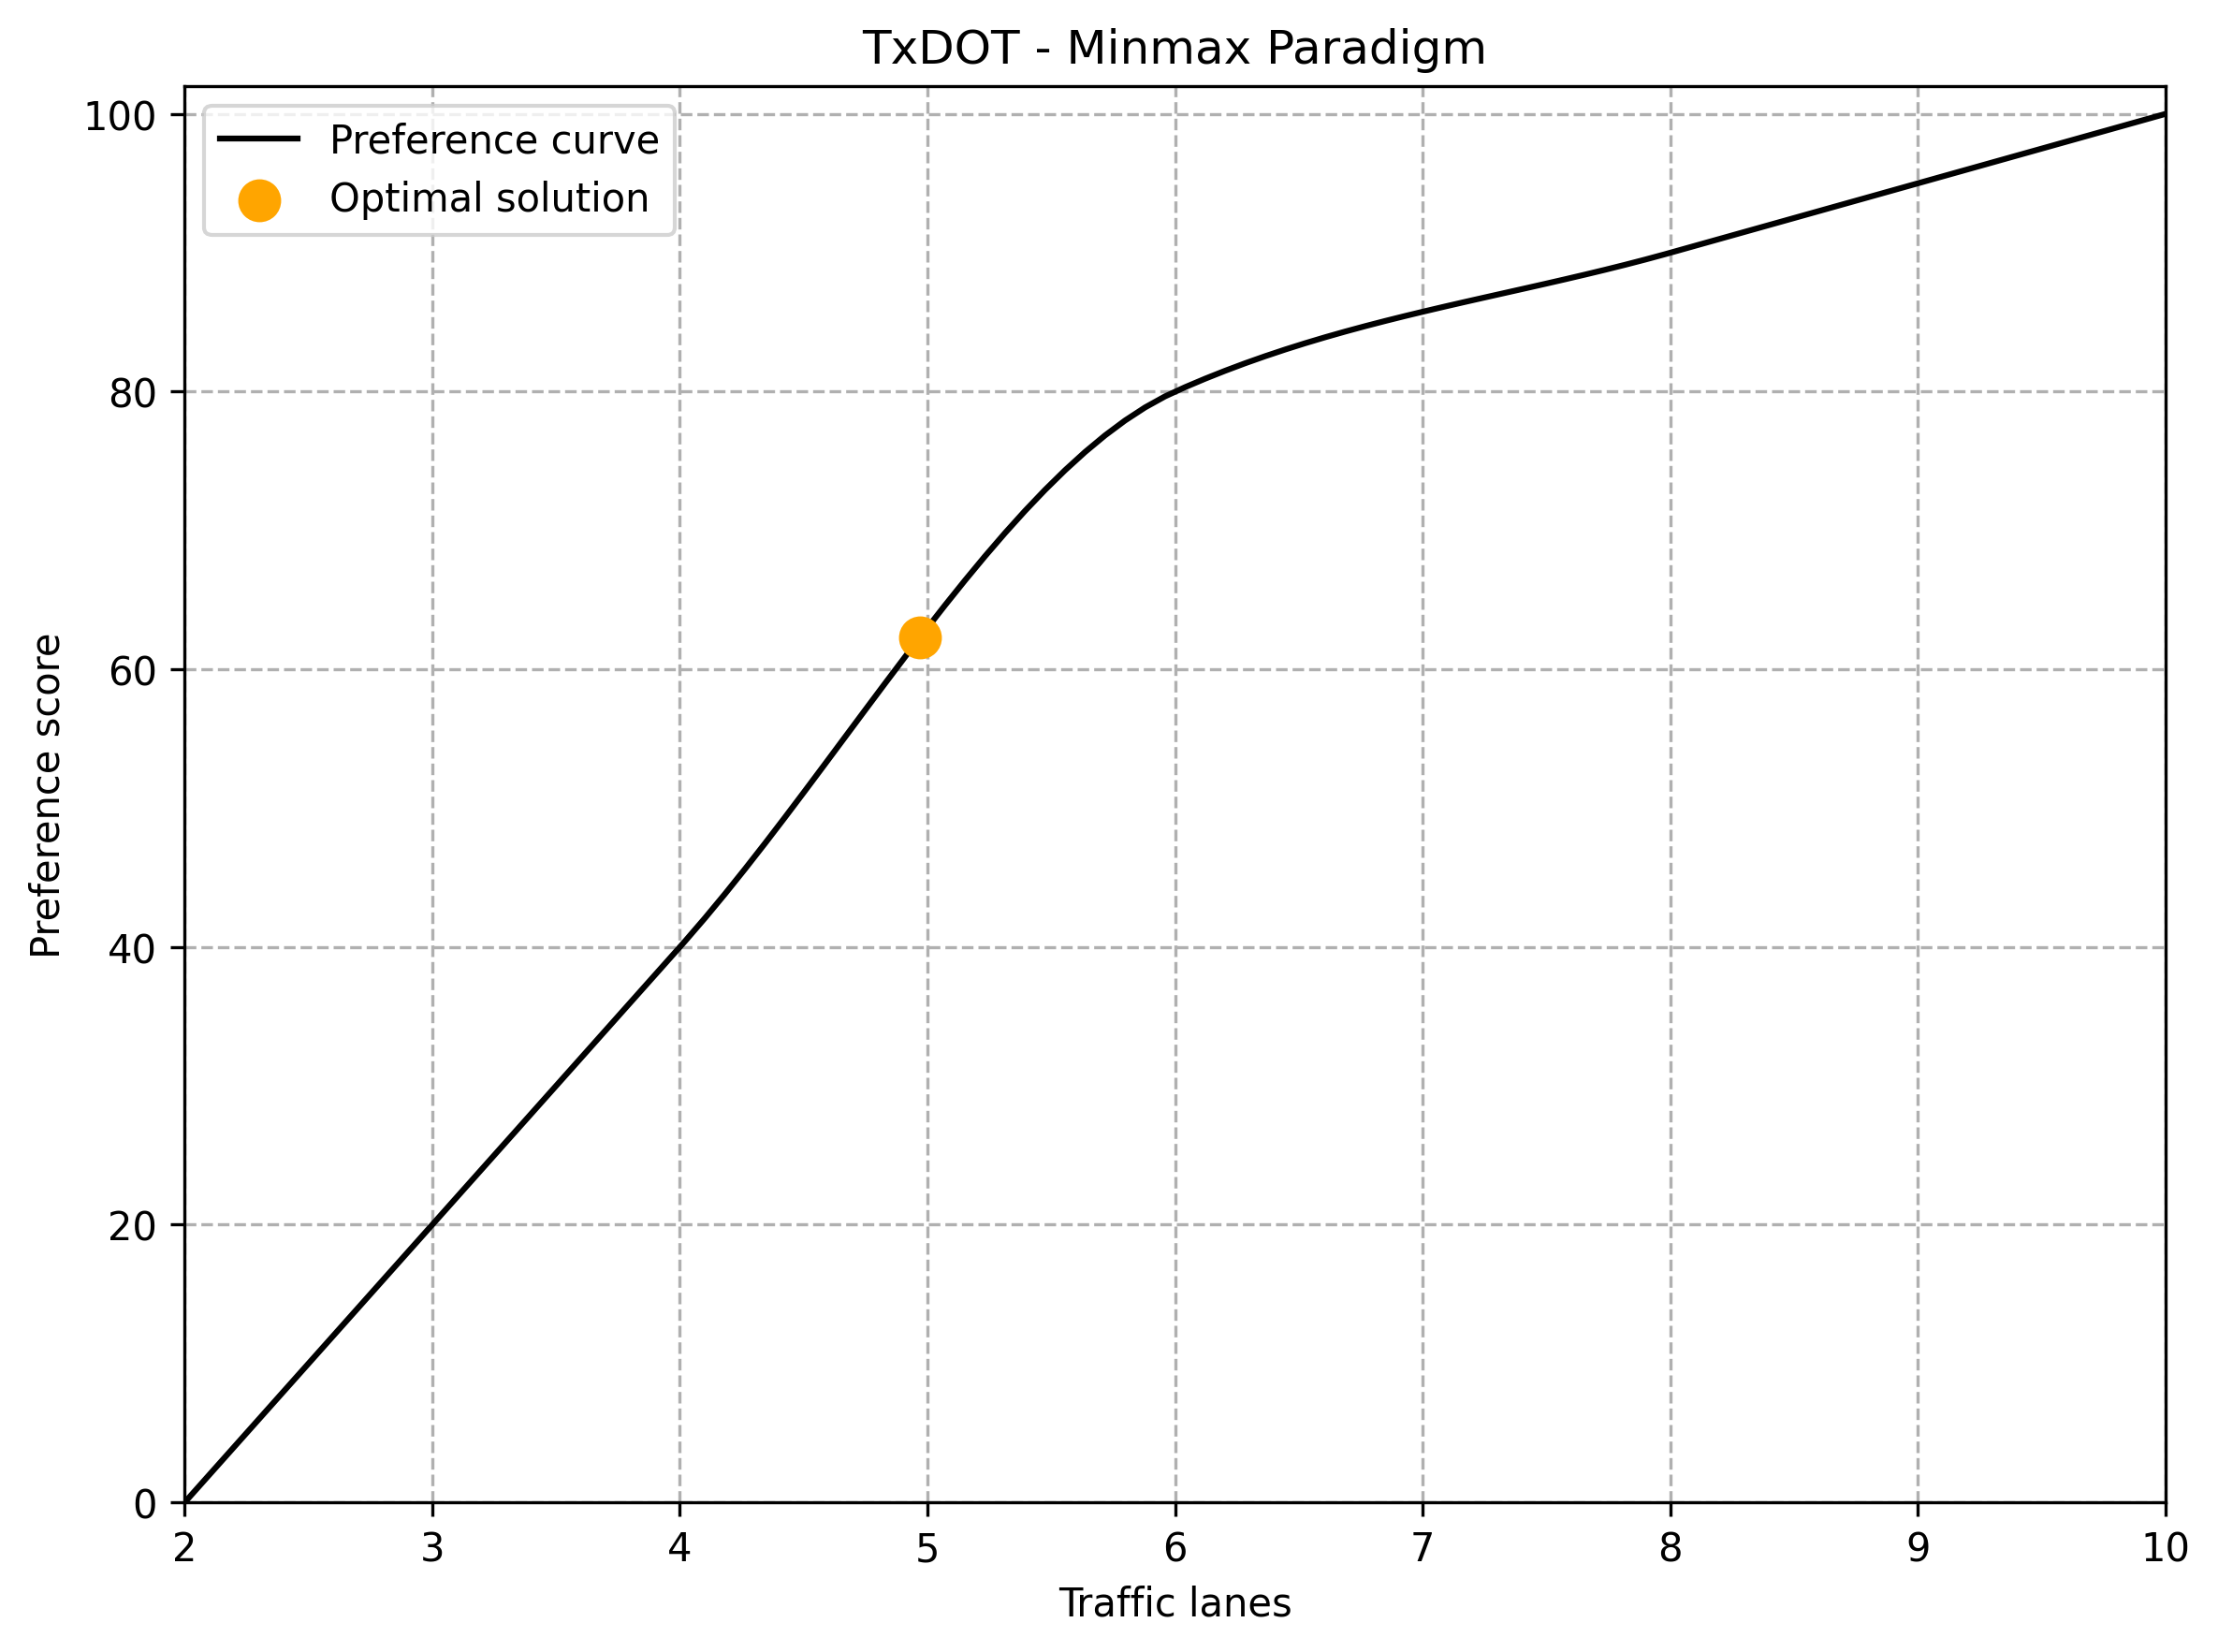 TxDOT - Minmax Paradigm
Preference curve
Optimal solution
Preference score
100
80
60
40
20
0
2 3 4 5 6 7 8 9 10
Traffic lanes